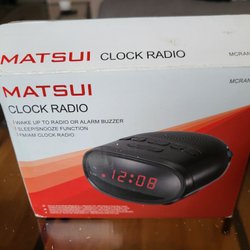 MATSUI CLOCK RADIO MCRAM
MATSUI
CLOCK RADIO
WAKE UP TO RADIO OR ALARM BUZZER
SLEEP/SNOOZE FUNCTION
FM/AM CLOCK RADIO
12:08